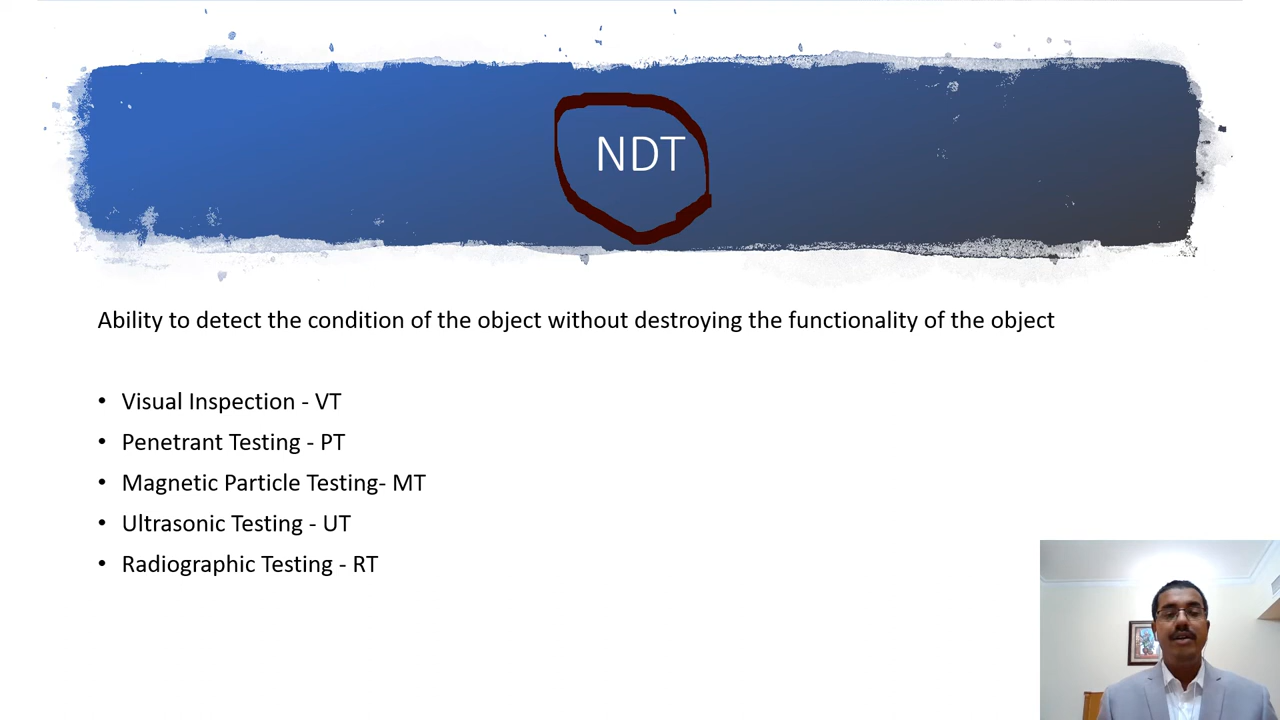 NDT
Ability to detect the condition of the object without destroying the functionality of the object
• Visual Inspection - VT
• Penetrant Testing - PT
• Magnetic Particle Testing- MT
• Ultrasonic Testing - UT
• Radiographic Testing - RT